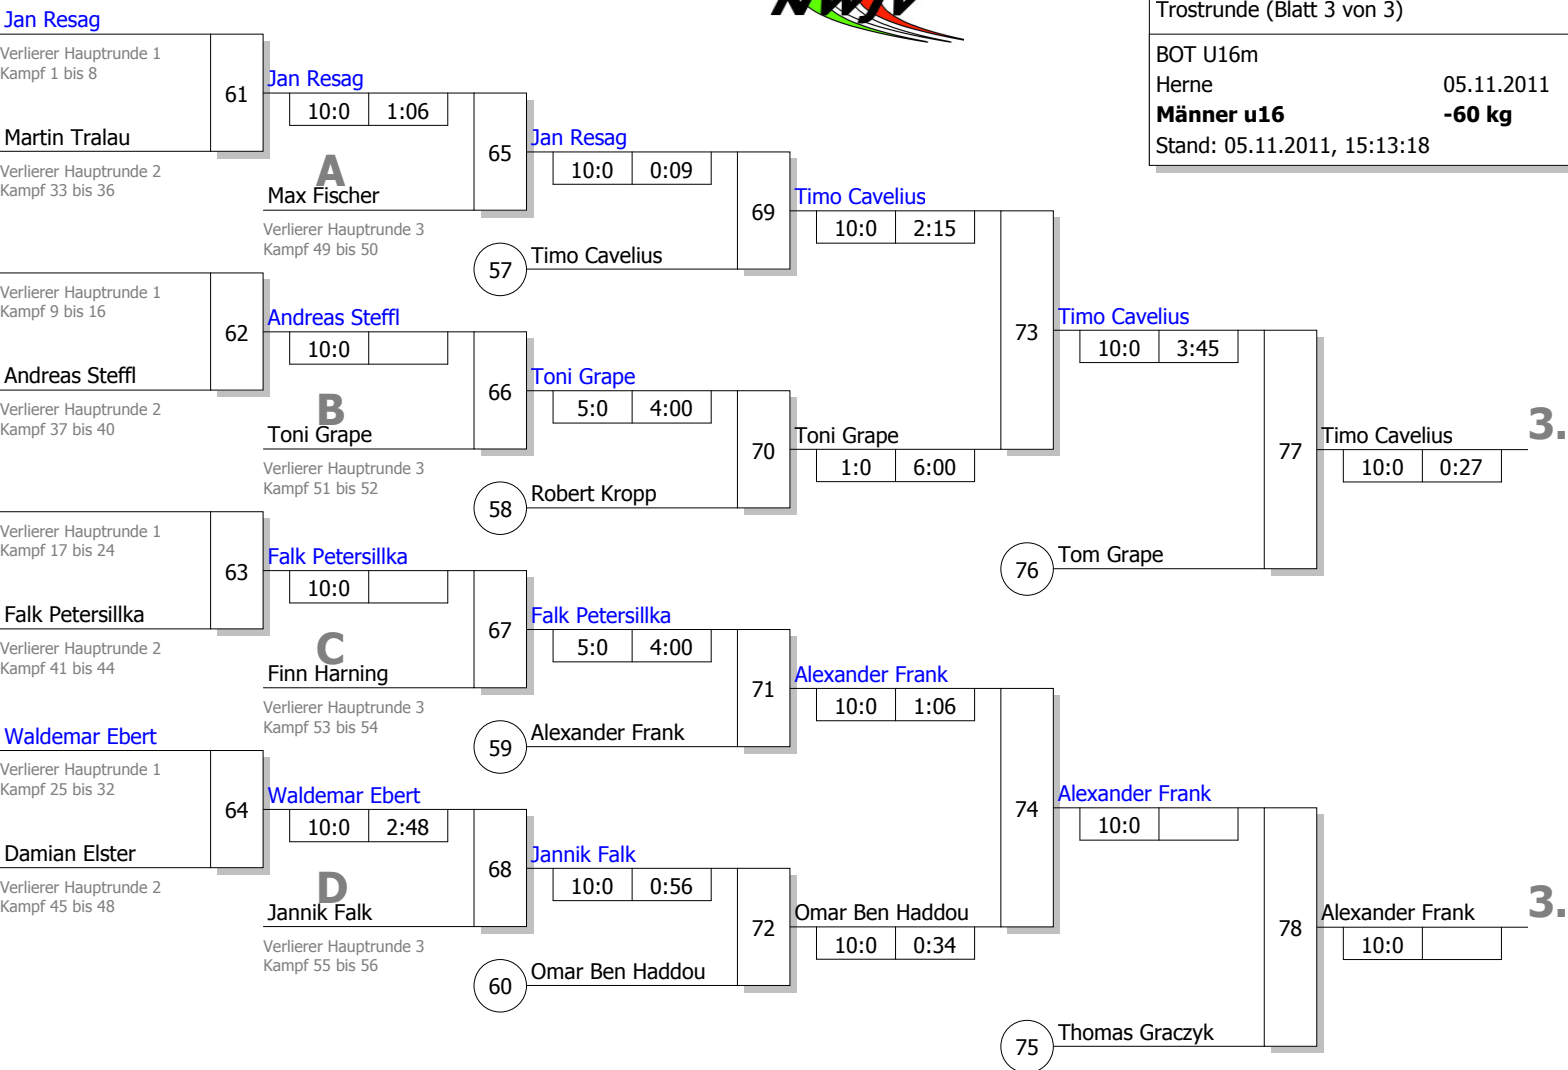 NWJV
Trostrunde (Blatt 3 von 3)
BOT U16m
Herne 05.11.2011
Männer u16 -60 kg
Stand: 05.11.2011, 15:13:18
Jan Resag
Verlierer Hauptrunde 1
Kampf 1 bis 8
61
Martin Tralau
Verlierer Hauptrunde 2
Kampf 33 bis 36
Verlierer Hauptrunde 1
Kampf 9 bis 16
62
Andreas Steffl
Verlierer Hauptrunde 2
Kampf 37 bis 40
Verlierer Hauptrunde 1
Kampf 17 bis 24
63
Falk Petersillka
Verlierer Hauptrunde 2
Kampf 41 bis 44
Waldemar Ebert
Verlierer Hauptrunde 1
Kampf 25 bis 32
64
Damian Elster
Verlierer Hauptrunde 2
Kampf 45 bis 48
Jan Resag
10:0 1:06
A
65
Max Fischer
Verlierer Hauptrunde 3
Kampf 49 bis 50
Andreas Steffl
10:0
B
66
Toni Grape
Verlierer Hauptrunde 3
Kampf 51 bis 52
Falk Petersillka
10:0
C
67
Finn Harning
Verlierer Hauptrunde 3
Kampf 53 bis 54
Waldemar Ebert
10:0 2:48
D
68
Jannik Falk
Verlierer Hauptrunde 3
Kampf 55 bis 56
Jan Resag
10:0 0:09
69
57 Timo Cavelius
Toni Grape
5:0 4:00
70
58 Robert Kropp
Falk Petersillka
5:0 4:00
71
59 Alexander Frank
Jannik Falk
10:0 0:56
72
60 Omar Ben Haddou
Timo Cavelius
10:0 2:15
73
Toni Grape
1:0 6:00
Alexander Frank
10:0 1:06
74
Omar Ben Haddou
10:0 0:34
Timo Cavelius
10:0 3:45
77
76 Tom Grape
Alexander Frank
10:0
78
75 Thomas Graczyk
Timo Cavelius 3.
10:0 0:27
Alexander Frank 3.
10:0